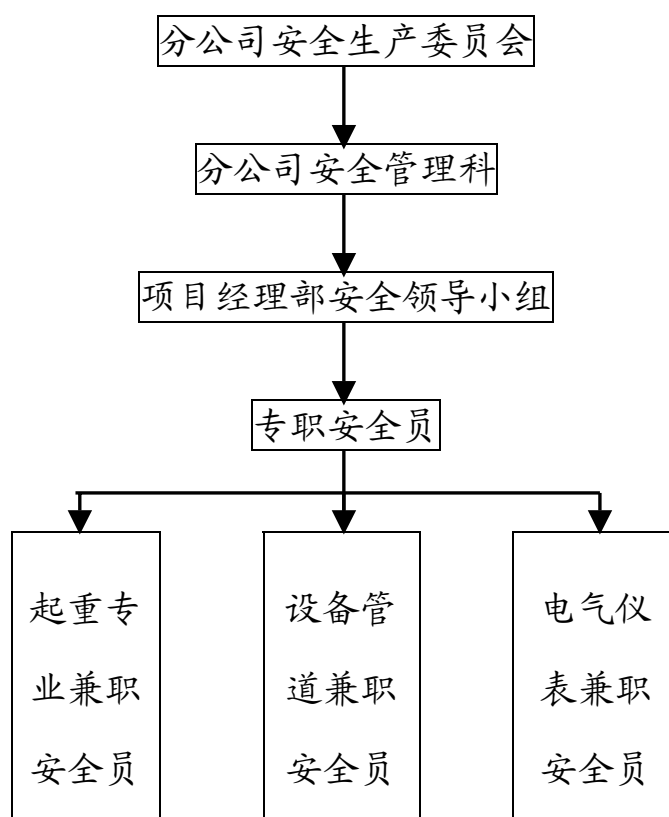 分公司安全生产委员会
分公司安全管理科
项目经理部安全领导小组
专职安全员
起重专
业兼职
安全员
设备管
道兼职
安全员
电气仪
表兼职
安全员